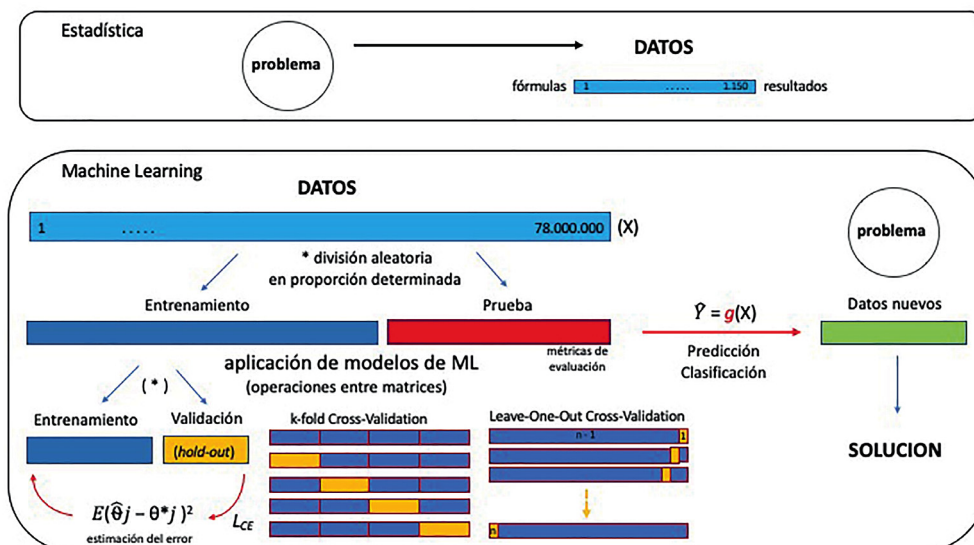 Estadística
problema
DATOS
fórmulas 1 ..... 1.150 resultados
Machine Learning
DATOS
1 ..... 78.000.000 (X)
problema
* división aleatoria
en proporción determinada
Entrenamiento
Prueba
Datos nuevos
Ŷ = g(X)
métricas de
evaluación
Predicción
Clasificación
aplicación de modelos de ML
(operaciones entre matrices)
(*)
Entrenamiento
Validación
(hold-out)
k-fold Cross-Validation
Leave-One-Out Cross-Validation
n - 1 1
n
SOLUCION
E(θ̂j – θ*j)²
estimación del error
L_CE